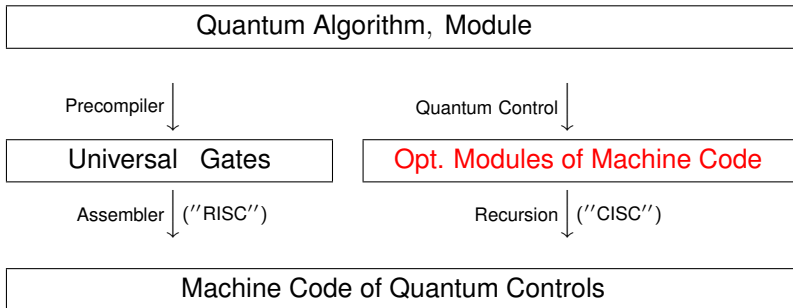 Quantum Algorithm, Module
Precompiler Quantum Control
Universal Gates Opt. Modules of Machine Code
Assembler (′′RISC′′) Recursion (′′CISC′′)
Machine Code of Quantum Controls